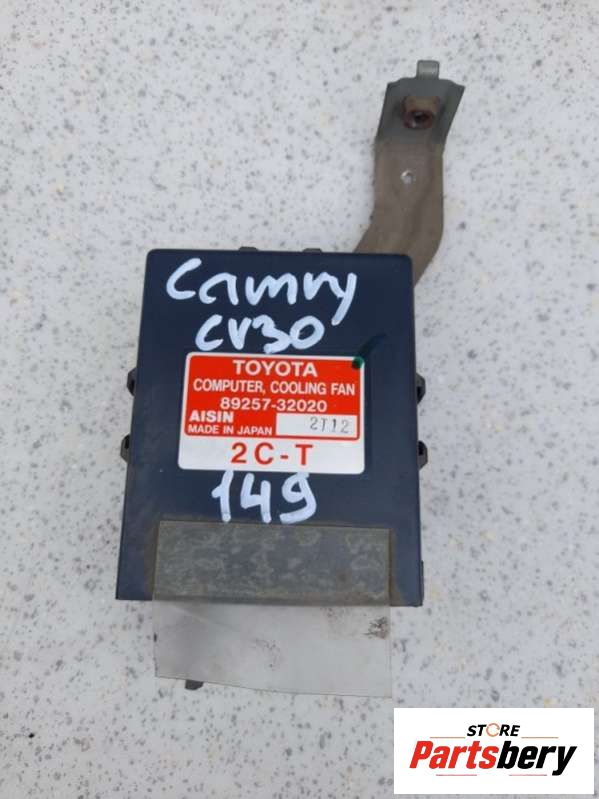 Camry
CV30
TOYOTA
COMPUTER, COOLING FAN
89257-32020
AISIN
MADE IN JAPAN
2T12
2C-T
149
STORE
Partsbery